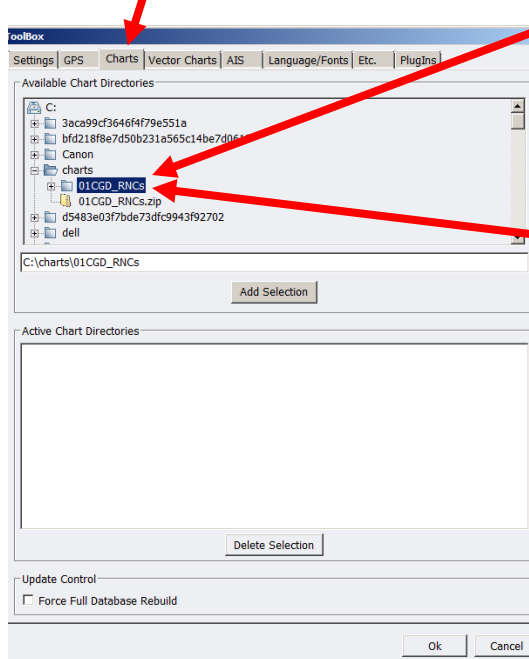 ToolBox
Settings GPS Charts Vector Charts AIS Language/Fonts Etc. PlugIns
Available Chart Directories
C:
3aca99cf3646f4f79e551a
Canon
charts
01CGD_RNCs
01CGD_RNCs.zip
d5483e03f7bde73dfc9943f92702
dell
C:\charts\01CGD_RNCs
Add Selection
Active Chart Directories
Delete Selection
Update Control
Force Full Database Rebuild
Ok Cancel